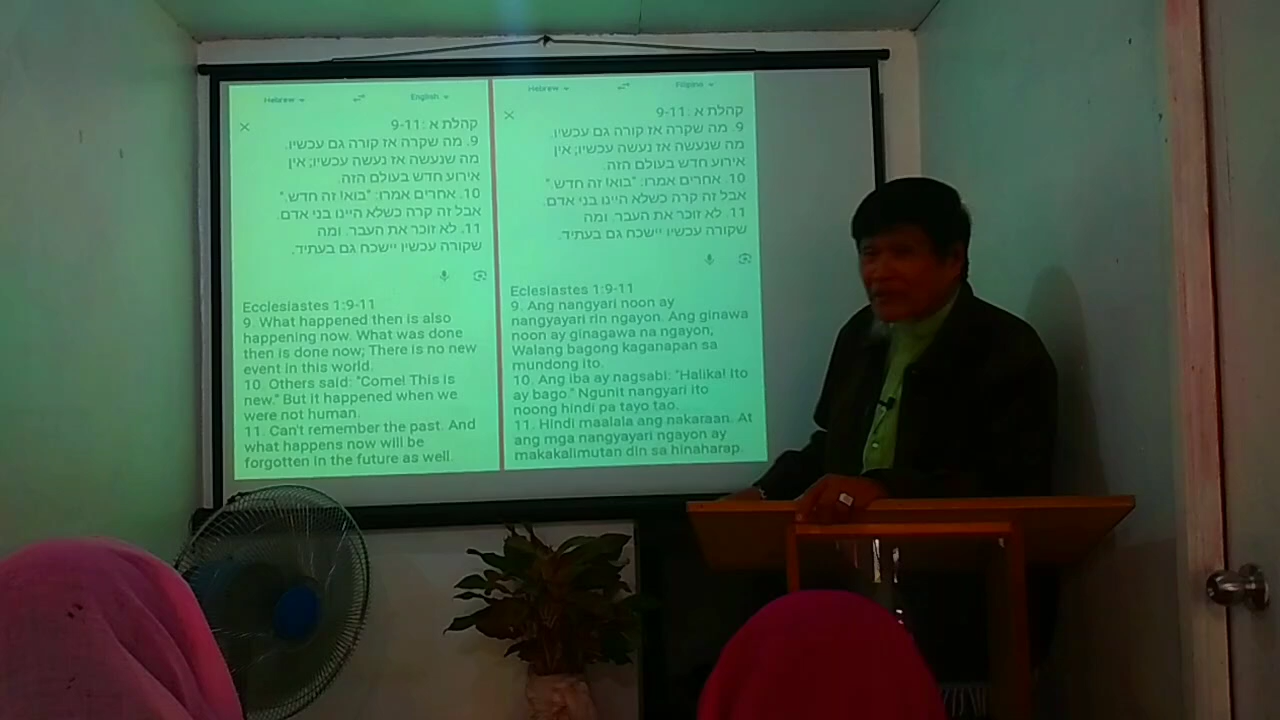 Hebrew
English
קהלת א :9-11
9. מה שקרה אז קורה גם עכשיו.
מה שנעשה אז נעשה עכשיו; אין
אירוע חדש בעולם הזה.
10. אחרים אמרו: "בוא! זה חדש."
אבל זה קרה כשלא היינו בני אדם.
11. לא זוכר את העבר. ומה
שקורה עכשיו יישכח גם בעתיד.
Ecclesiastes 1:9-11
9. What happened then is also
happening now. What was done
then is done now; There is no new
event in this world.
10. Others said: "Come! This is
new." But it happened when we
were not human.
11. Can't remember the past. And
what happens now will be
forgotten in the future as well.
Hebrew
Filipino
קהלת א :9-11
9. מה שקרה אז קורה גם עכשיו.
מה שנעשה אז נעשה עכשיו; אין
אירוע חדש בעולם הזה.
10. אחרים אמרו: "בוא! זה חדש."
אבל זה קרה כשלא היינו בני אדם.
11. לא זוכר את העבר. ומה
שקורה עכשיו יישכח גם בעתיד.
Eclesiastes 1:9-11
9. Ang nangyari noon ay
nangyayari rin ngayon. Ang ginawa
noon ay ginagawa na ngayon,
Walang bagong kaganapan sa
mundong ito.
10. Ang iba ay nagsabi: "Halika! Ito
ay bago." Ngunit nangyari ito
noong hindi pa tayo tao.
11. Hindi maalala ang nakaraan. At
ang mga nangyayari ngayon ay
makakalimutan din sa hinaharap.